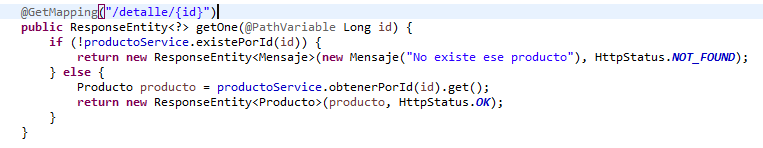 @GetMapping("/detalle/{id}")
public ResponseEntity<?> getOne(@PathVariable Long id) {
    if (!productoService.existePorId(id)) {
        return new ResponseEntity<Mensaje>(new Mensaje("No existe ese producto"), HttpStatus.NOT_FOUND);
    } else {
        Producto producto = productoService.obtenerPorId(id).get();
        return new ResponseEntity<Producto>(producto, HttpStatus.OK);
    }
}